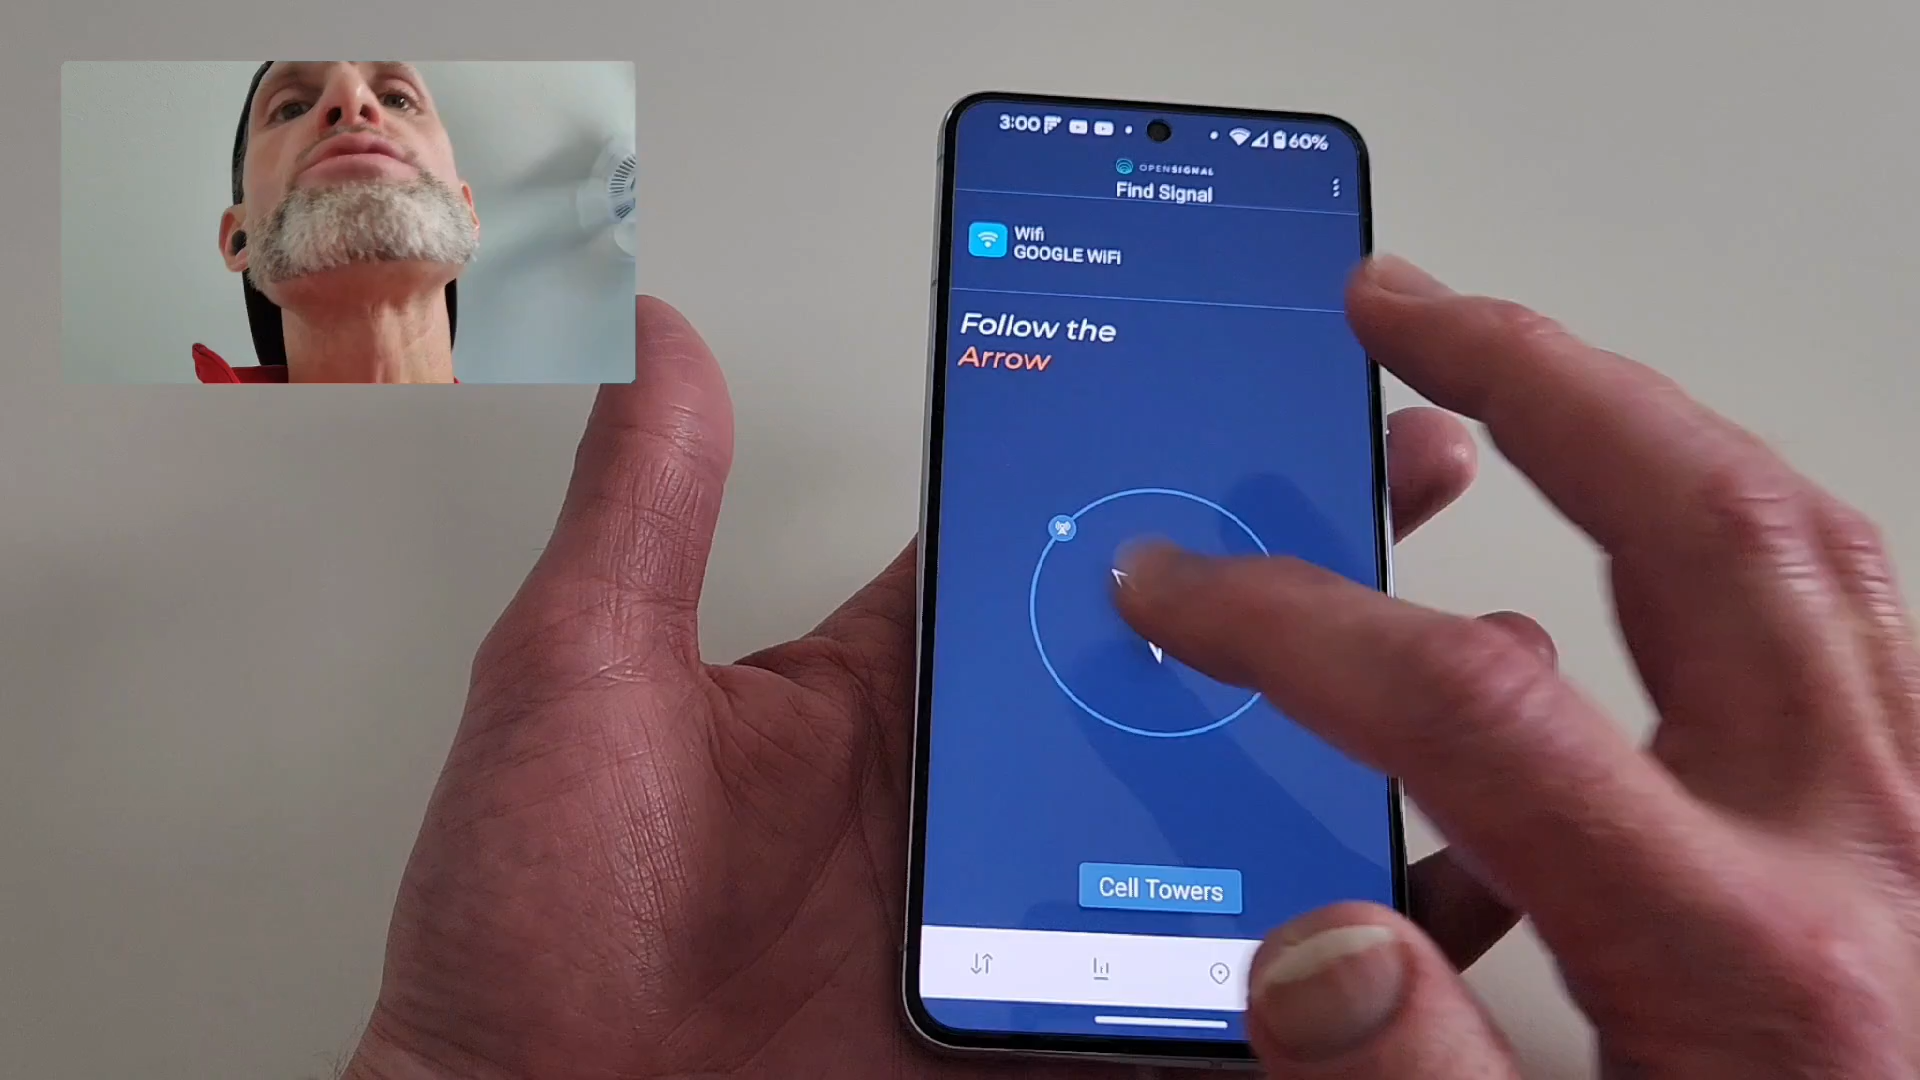 3:00
60%
OPENSIGNAL
Find Signal
Wifi
GOOGLE WIFI
Follow the
Arrow
Cell Towers